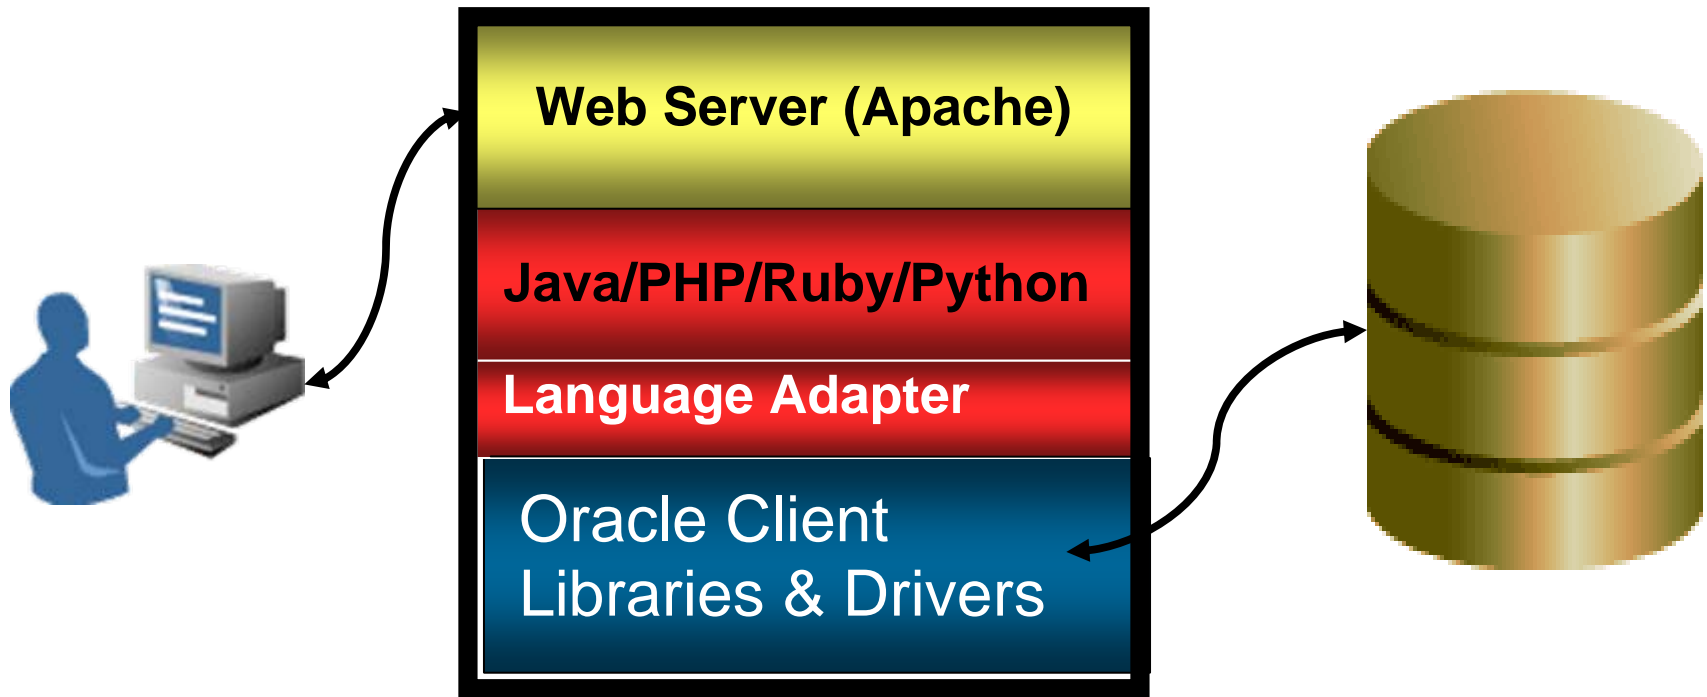 Web Server (Apache)
Java/PHP/Ruby/Python
Language Adapter
Oracle Client
Libraries & Drivers